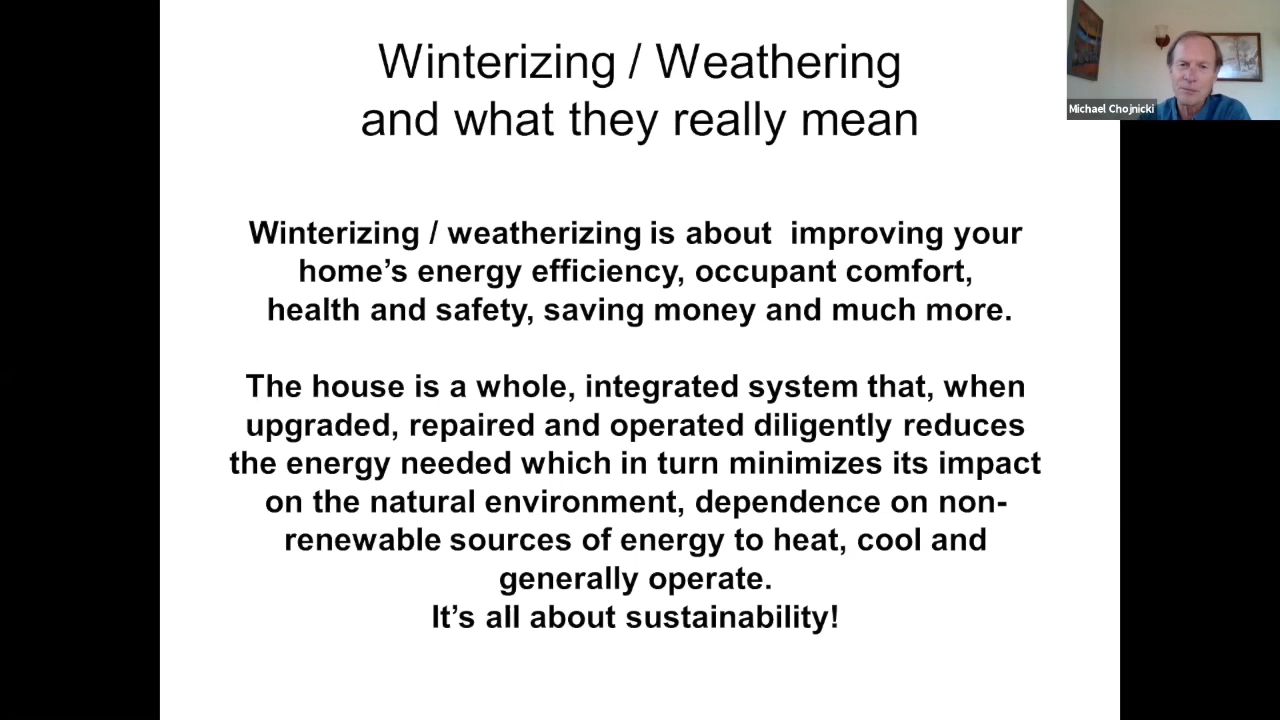 Winterizing / Weathering
and what they really mean
Michael Chojnicki
Winterizing / weatherizing is about  improving your
home’s energy efficiency, occupant comfort,
health and safety, saving money and much more.
The house is a whole, integrated system that, when
upgraded, repaired and operated diligently reduces
the energy needed which in turn minimizes its impact
on the natural environment, dependence on non-
renewable sources of energy to heat, cool and
generally operate.
It’s all about sustainability!